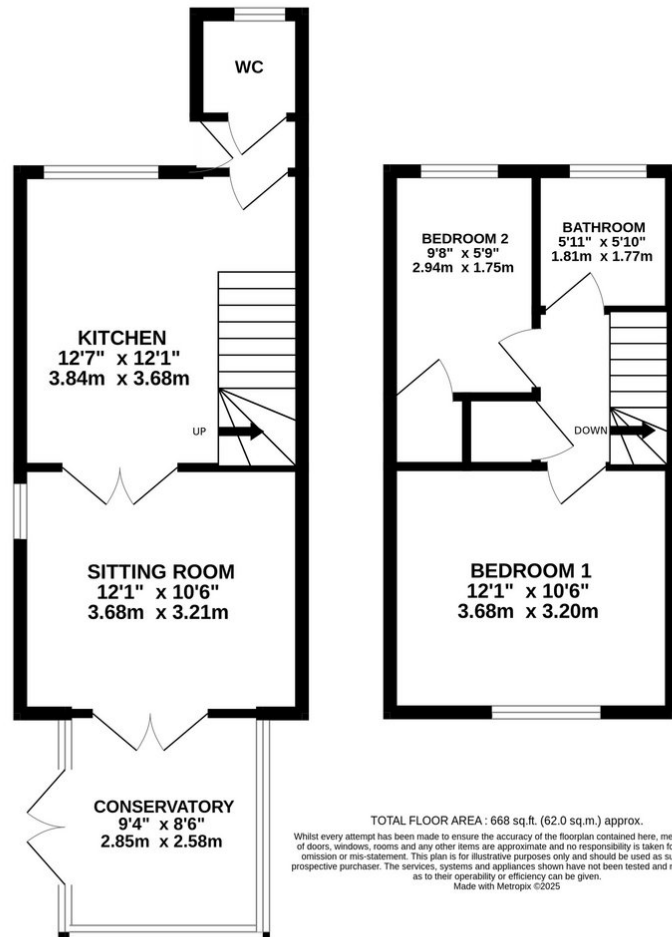 WC
KITCHEN
12'7" x 12'1"
3.84m x 3.68m
UP
SITTING ROOM
12'1" x 10'6"
3.68m x 3.21m
CONSERVATORY
9'4" x 8'6"
2.85m x 2.58m
BEDROOM 2
9'8" x 5'9"
2.94m x 1.75m
BATHROOM
5'11" x 5'10"
1.81m x 1.77m
DOWN
BEDROOM 1
12'1" x 10'6"
3.68m x 3.20m
TOTAL FLOOR AREA : 668 sq.ft. (62.0 sq.m.) approx.
Whilst every attempt has been made to ensure the accuracy of the floorplan contained here,
of doors, windows, rooms and any other items are approximate and no responsibility is taken
omission or mis-statement. This plan is for illustrative purposes only and should be used as
prospective purchaser. The services, systems and appliances shown have not been tested and
as to their operability or efficiency can be given.
Made with Metropix ©2025